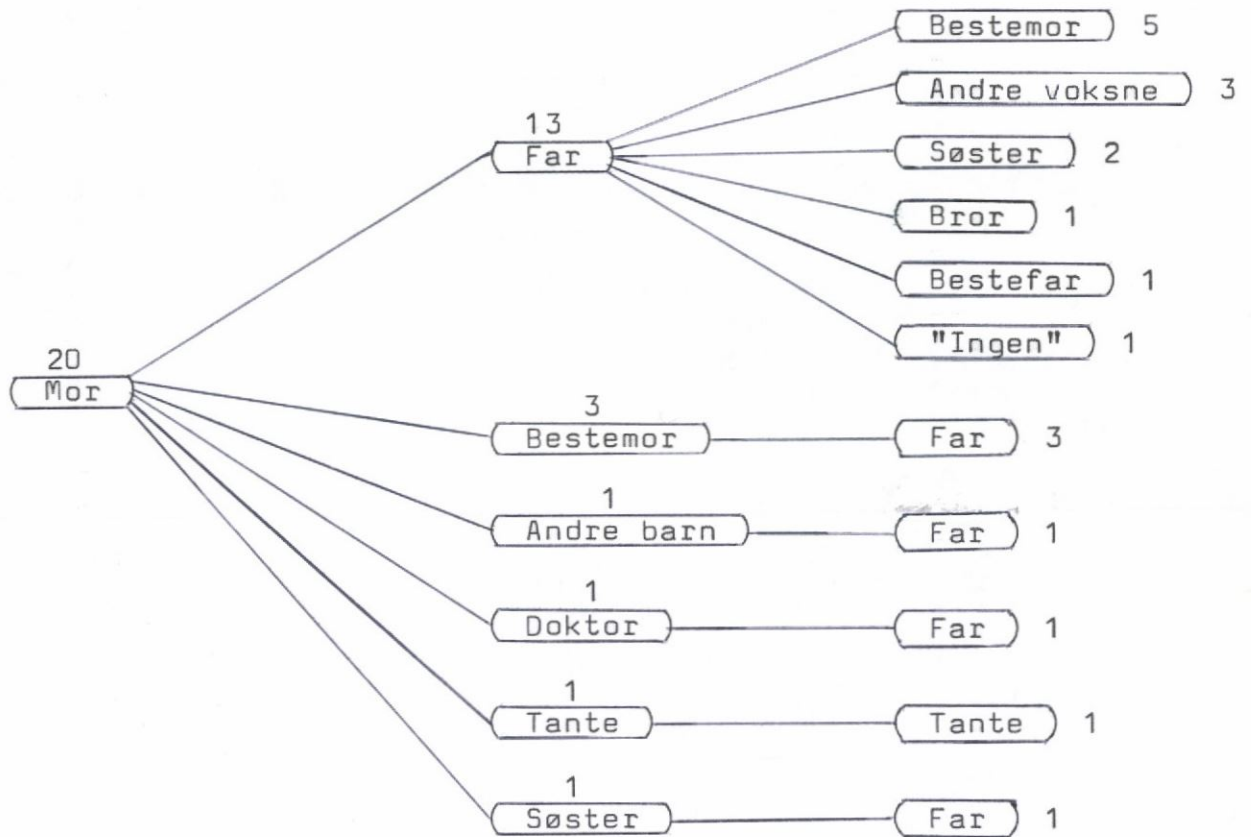 Bestemor 5
Andre voksne 3
13
Far
Søster 2
Bror 1
Bestefar 1
"Ingen" 1
20
Mor
3
Bestemor
Far 3
1
Andre barn
Far 1
1
Doktor
Far 1
1
Tante
Tante 1
1
Søster
Far 1